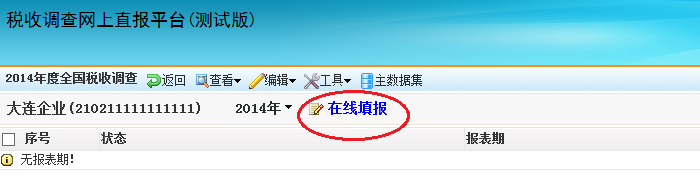 税收调查网上直报平台(测试版)
2014年度全国税收调查 返回 查看 编辑 工具 主数据集
大连企业(210211111111111) 2014年 在线填报
序号 状态 报表期
无报表期!